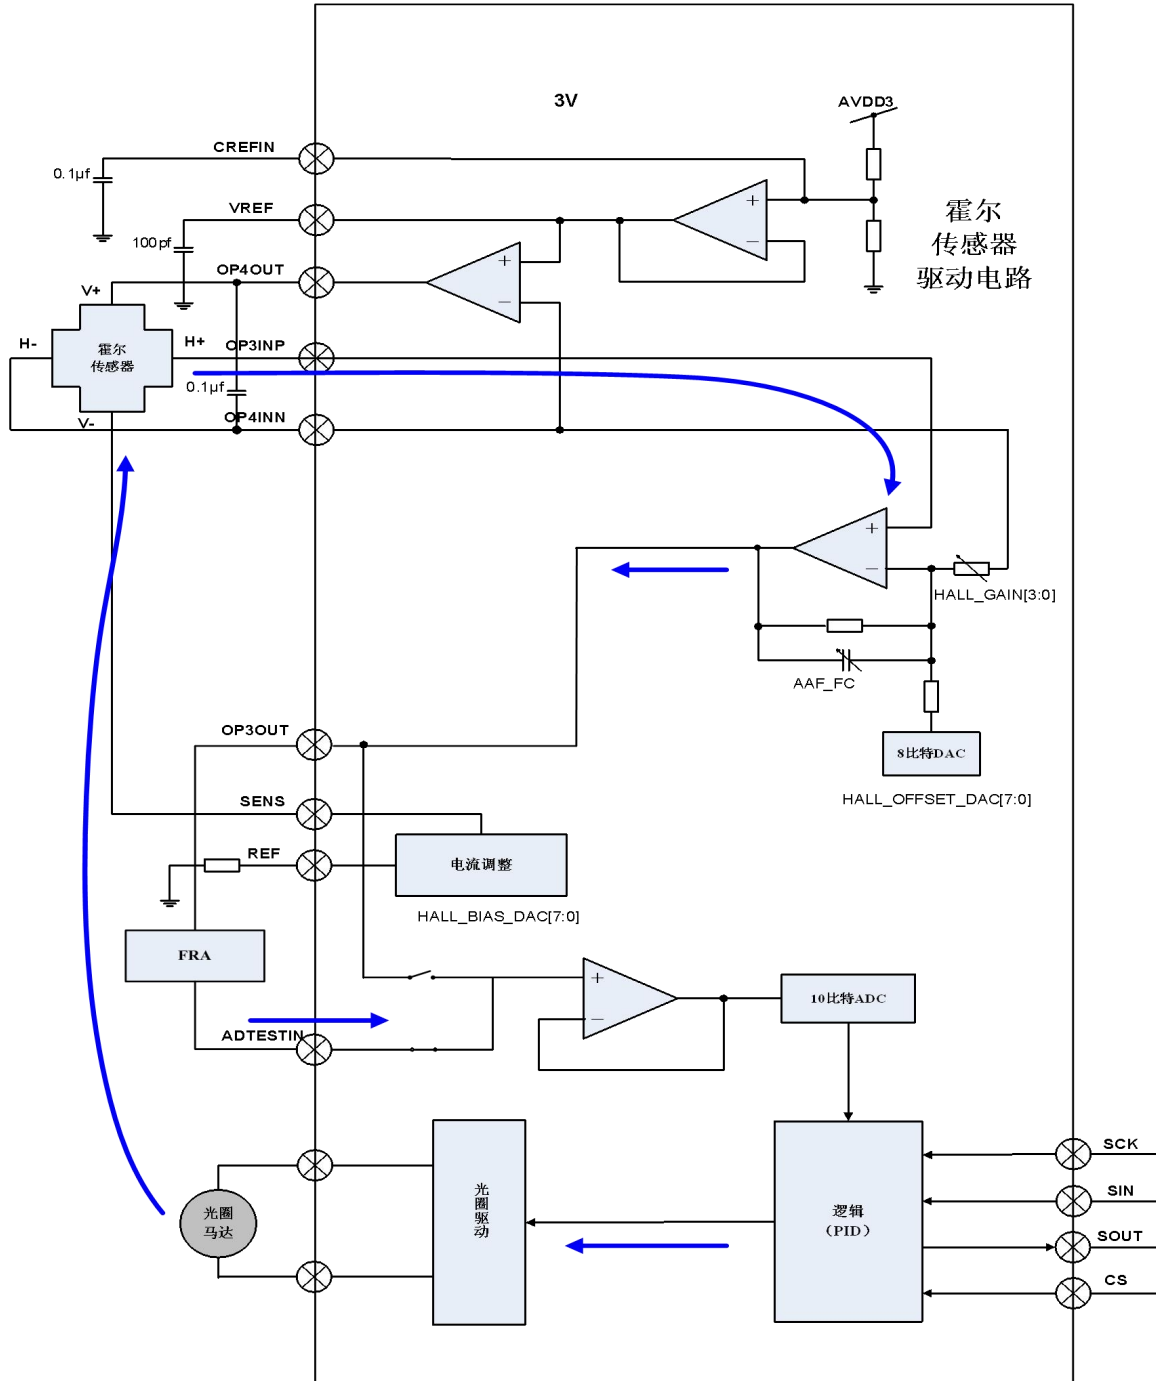 3V
AVDD3
CREFIN
0.1μf
VREF
100pf
OP4OUT
霍尔
传感器
驱动电路
V+
H-
霍尔
传感器
H+
OP3INP
0.1μf
V-
OP4INN
+
−
+
−
+
−
HALL_GAIN[3:0]
AAF_FC
8比特DAC
HALL_OFFSET_DAC[7:0]
OP3OUT
SENS
REF
电流调整
HALL_BIAS_DAC[7:0]
FRA
+
−
10比特ADC
ADTESTIN
光圈驱动
逻辑
（PID）
光圈
马达
SCK
SIN
SOUT
CS